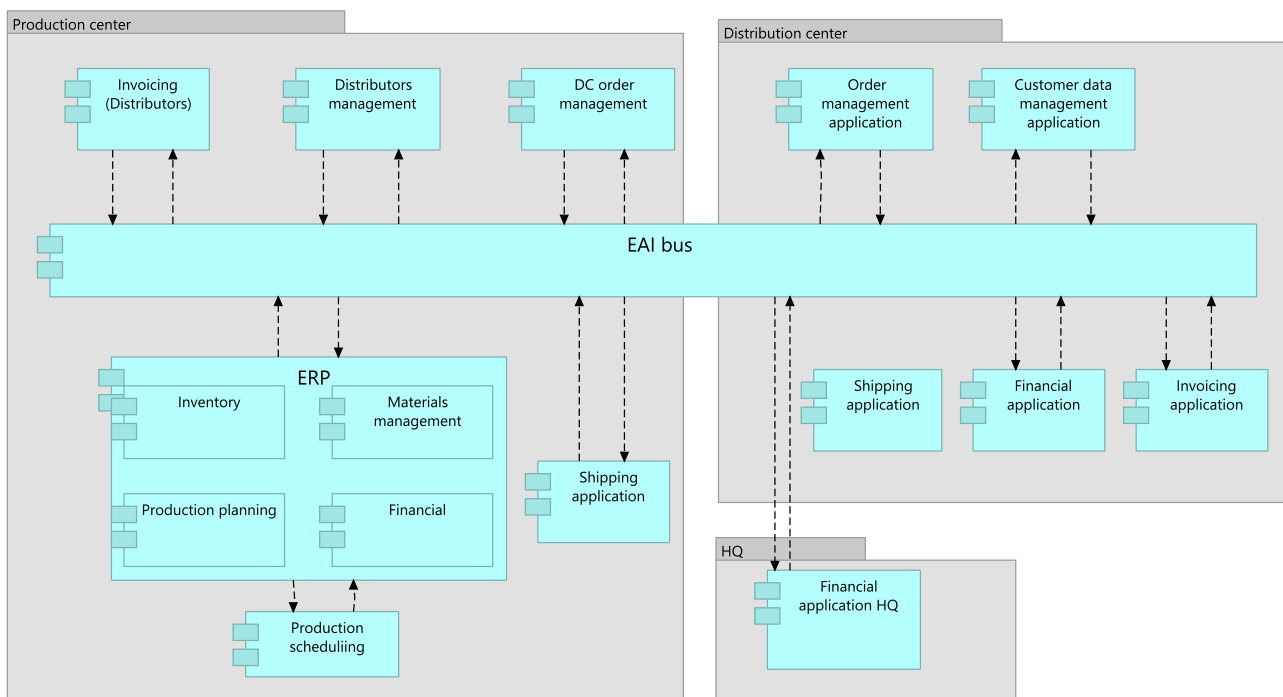 Production center
Invoicing
(Distributors)
Distributors
management
DC order
management
Distribution center
Order
management
application
Customer data
management
application
EAI bus
ERP
Inventory
Materials
management
Production planning
Financial
Shipping
application
Production
scheduliing
Shipping
application
Financial
application
Invoicing
application
HQ
Financial
application HQ